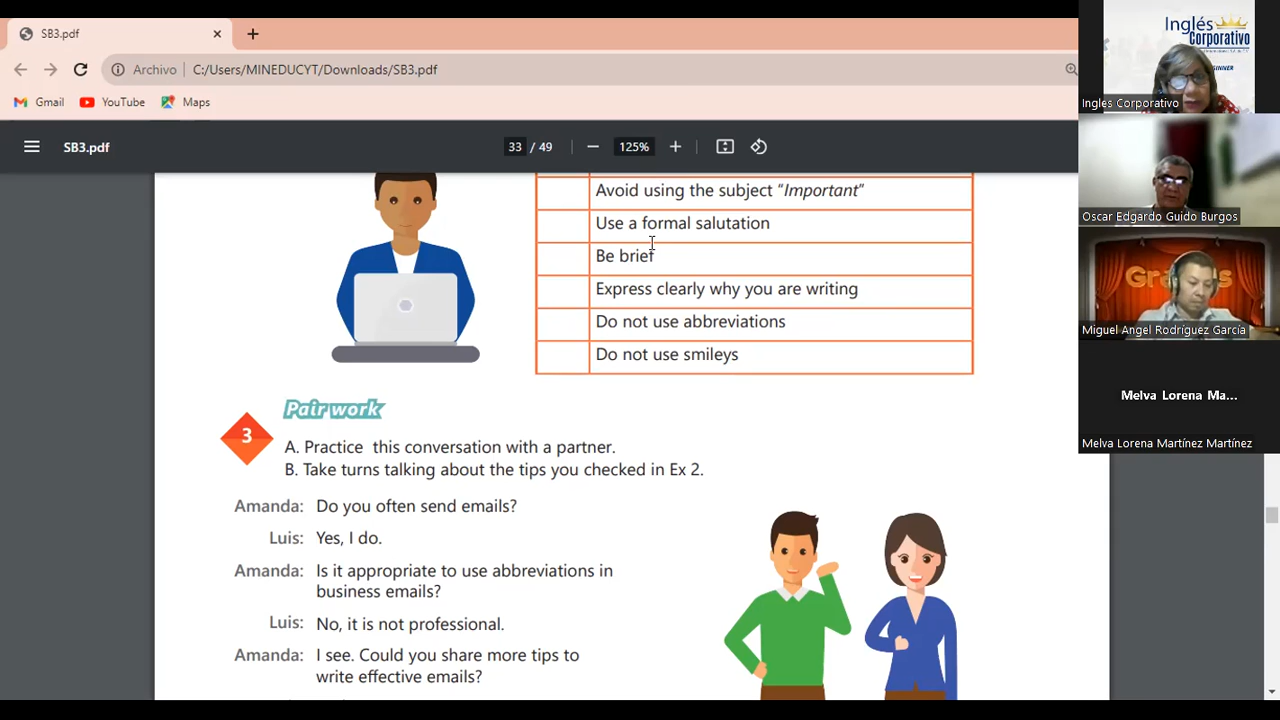 SB3.pdf
Archivo
C:/Users/MINEDUCYT/Downloads/SB3.pdf
Gmail
YouTube
Maps
SB3.pdf
33 / 49
125%
Avoid using the subject "Important"
Use a formal salutation
Be brief
Express clearly why you are writing
Do not use abbreviations
Do not use smileys
Pair work
3
A. Practice this conversation with a partner.
B. Take turns talking about the tips you checked in Ex 2.
Amanda: Do you often send emails?
Luis: Yes, I do.
Amanda: Is it appropriate to use abbreviations in
business emails?
Luis: No, it is not professional.
Amanda: I see. Could you share more tips to
write effective emails?
Inglés
Corporativo
Inglés Corporativo
Oscar Edgardo Guido Burgos
Miguel Angel Rodríguez García
Melva Lorena Ma...
Melva Lorena Martínez Martínez